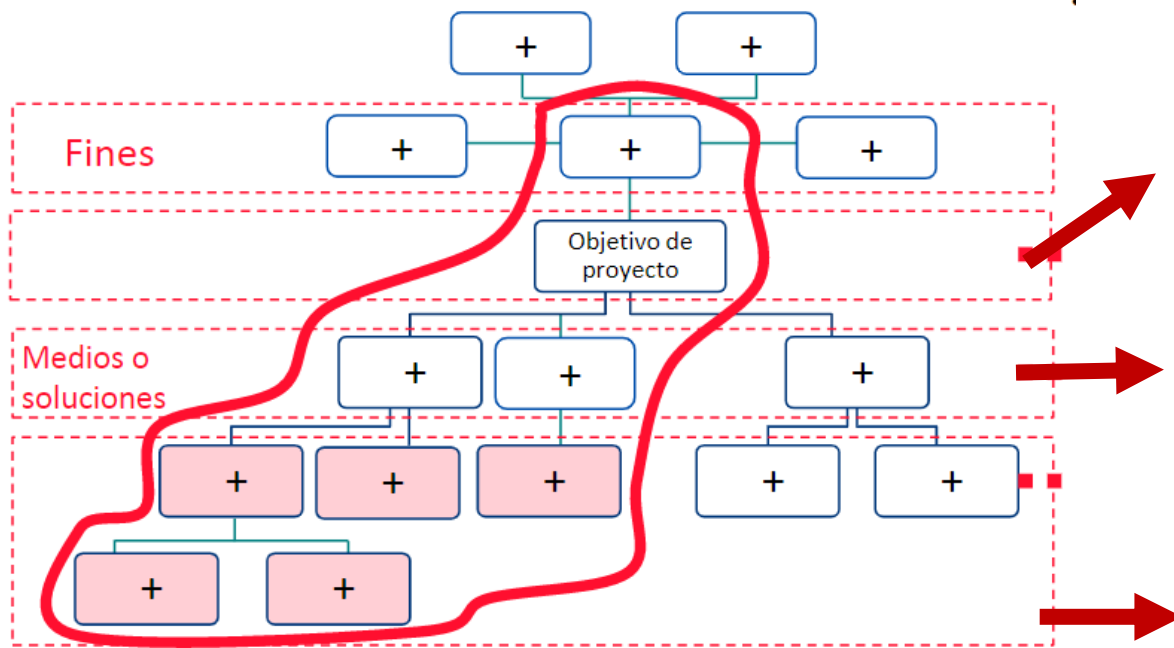 + +
Fines + + +
Objetivo de
proyecto
Medios o
soluciones
+ + +
+ + + + +
+ +